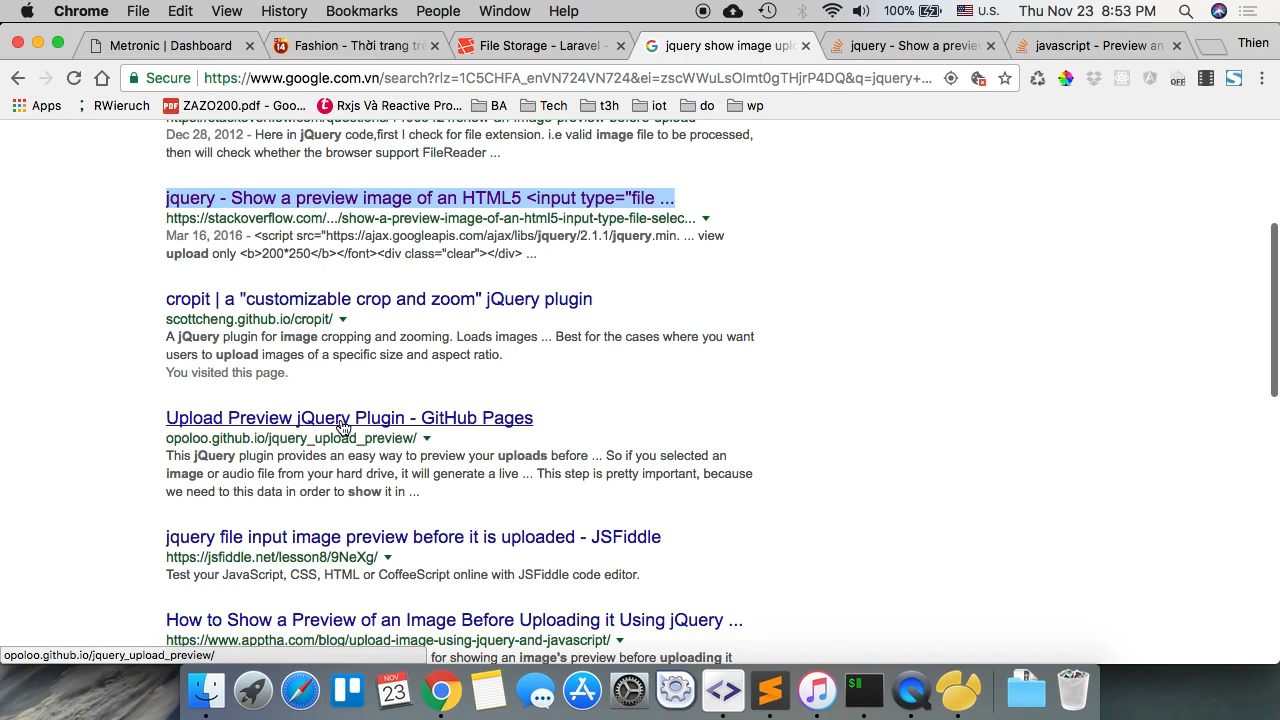 Chrome File Edit View History Bookmarks People Window Help 100% U.S. Thu Nov 23 8:53 PM
Metronic | Dashboard Fashion - Thời trang tr File Storage - Laravel - jquery show image uplo jquery - Show a previe javascript - Preview an Thien
Secure https://www.google.com.vn/search?rlz=1C5CHFA_enVN724VN724&ei=zscWWuLsOImt0gTHjrP4DQ&q=jquery+... OFF
Apps RWieruch PDF ZAZO200.pdf - Goo... Rxjs Và Reactive Pro... BA Tech t3h iot do wp
Dec 28, 2012 - Here in jQuery code,first I check for file extension. i.e valid image file to be processed,
then will check whether the browser support FileReader ...
jquery - Show a preview image of an HTML5 <input type="file ...
https://stackoverflow.com/.../show-a-preview-image-of-an-html5-input-type-file-selec...
Mar 16, 2016 - <script src="https://ajax.googleapis.com/ajax/libs/jquery/2.1.1/jquery.min. ... view
upload only <b>200*250</b></font><div class="clear"></div> ...
cropit | a "customizable crop and zoom" jQuery plugin
scottcheng.github.io/cropit/
A jQuery plugin for image cropping and zooming. Loads images ... Best for the cases where you want
users to upload images of a specific size and aspect ratio.
You visited this page.
Upload Preview jQuery Plugin - GitHub Pages
opoloo.github.io/jquery_upload_preview/
This jQuery plugin provides an easy way to preview your uploads before ... So if you selected an
image or audio file from your hard drive, it will generate a live ... This step is pretty important, because
we need to this data in order to show it in ...
jquery file input image preview before it is uploaded - JSFiddle
https://jsfiddle.net/lesson8/9NeXg/
Test your JavaScript, CSS, HTML or CoffeeScript online with JSFiddle code editor.
How to Show a Preview of an Image Before Uploading it Using jQuery ...
https://www.apptha.com/blog/upload-image-using-jquery-and-javascript/
opoloo.github.io/jquery_upload_preview/ for showing an image's preview before uploading it
NOV
23